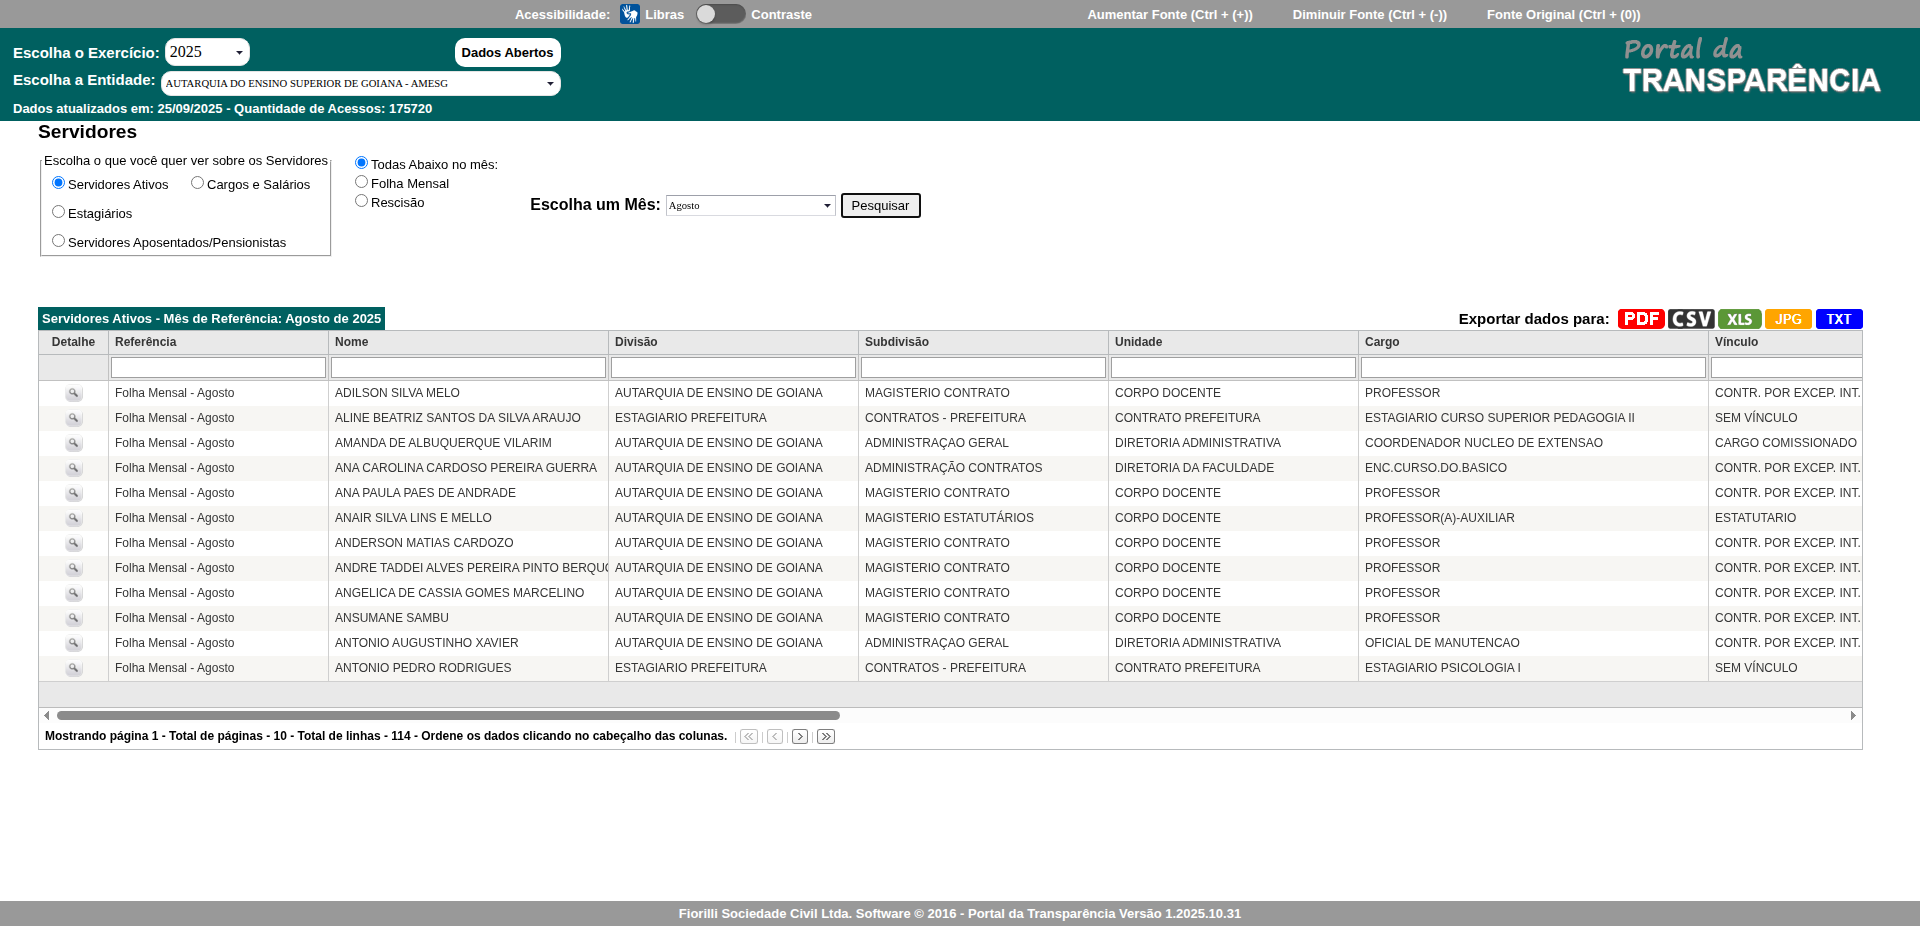 Acessibilidade: Libras Contraste Aumentar Fonte (Ctrl + (+)) Diminuir Fonte (Ctrl + (-)) Fonte Original (Ctrl + (0))
Escolha o Exercício: 2025 Dados Abertos
Escolha a Entidade: AUTARQUIA DO ENSINO SUPERIOR DE GOIANA - AMESG
Dados atualizados em: 25/09/2025 - Quantidade de Acessos: 175720
Portal da
TRANSPARÊNCIA
Servidores
Escolha o que você quer ver sobre os Servidores
Servidores Ativos Cargos e Salários
Estagiários
Servidores Aposentados/Pensionistas
Todas Abaixo no mês:
Folha Mensal
Rescisão
Escolha um Mês: Agosto Pesquisar
Servidores Ativos - Mês de Referência: Agosto de 2025
Exportar dados para: PDF CSV XLS JPG TXT
Detalhe Referência Nome Divisão Subdivisão Unidade Cargo Vínculo
Folha Mensal - Agosto ADILSON SILVA MELO AUTARQUIA DE ENSINO DE GOIANA MAGISTERIO CONTRATO CORPO DOCENTE PROFESSOR CONTR. POR EXCEP. INT.
Folha Mensal - Agosto ALINE BEATRIZ SANTOS DA SILVA ARAUJO ESTAGIARIO PREFEITURA CONTRATOS - PREFEITURA CONTRATO PREFEITURA ESTAGIARIO CURSO SUPERIOR PEDAGOGIA II SEM VÍNCULO
Folha Mensal - Agosto AMANDA DE ALBUQUERQUE VILARIM AUTARQUIA DE ENSINO DE GOIANA ADMINISTRAÇAO GERAL DIRETORIA ADMINISTRATIVA COORDENADOR NUCLEO DE EXTENSAO CARGO COMISSIONADO
Folha Mensal - Agosto ANA CAROLINA CARDOSO PEREIRA GUERRA AUTARQUIA DE ENSINO DE GOIANA ADMINISTRAÇÃO CONTRATOS DIRETORIA DA FACULDADE ENC.CURSO.DO.BASICO CONTR. POR EXCEP. INT.
Folha Mensal - Agosto ANA PAULA PAES DE ANDRADE AUTARQUIA DE ENSINO DE GOIANA MAGISTERIO CONTRATO CORPO DOCENTE PROFESSOR CONTR. POR EXCEP. INT.
Folha Mensal - Agosto ANAIR SILVA LINS E MELLO AUTARQUIA DE ENSINO DE GOIANA MAGISTERIO ESTATUTÁRIOS CORPO DOCENTE PROFESSOR(A)-AUXILIAR ESTATUTARIO
Folha Mensal - Agosto ANDERSON MATIAS CARDOZO AUTARQUIA DE ENSINO DE GOIANA MAGISTERIO CONTRATO CORPO DOCENTE PROFESSOR CONTR. POR EXCEP. INT.
Folha Mensal - Agosto ANDRE TADDEI ALVES PEREIRA PINTO BERQUO AUTARQUIA DE ENSINO DE GOIANA MAGISTERIO CONTRATO CORPO DOCENTE PROFESSOR CONTR. POR EXCEP. INT.
Folha Mensal - Agosto ANGELICA DE CASSIA GOMES MARCELINO AUTARQUIA DE ENSINO DE GOIANA MAGISTERIO CONTRATO CORPO DOCENTE PROFESSOR CONTR. POR EXCEP. INT.
Folha Mensal - Agosto ANSUMANE SAMBU AUTARQUIA DE ENSINO DE GOIANA MAGISTERIO CONTRATO CORPO DOCENTE PROFESSOR CONTR. POR EXCEP. INT.
Folha Mensal - Agosto ANTONIO AUGUSTINHO XAVIER AUTARQUIA DE ENSINO DE GOIANA ADMINISTRAÇAO GERAL DIRETORIA ADMINISTRATIVA OFICIAL DE MANUTENCAO CONTR. POR EXCEP. INT.
Folha Mensal - Agosto ANTONIO PEDRO RODRIGUES ESTAGIARIO PREFEITURA CONTRATOS - PREFEITURA CONTRATO PREFEITURA ESTAGIARIO PSICOLOGIA I SEM VÍNCULO
Mostrando página 1 - Total de páginas - 10 - Total de linhas - 114 - Ordene os dados clicando no cabeçalho das colunas.
Fiorilli Sociedade Civil Ltda. Software © 2016 - Portal da Transparência Versão 1.2025.10.31